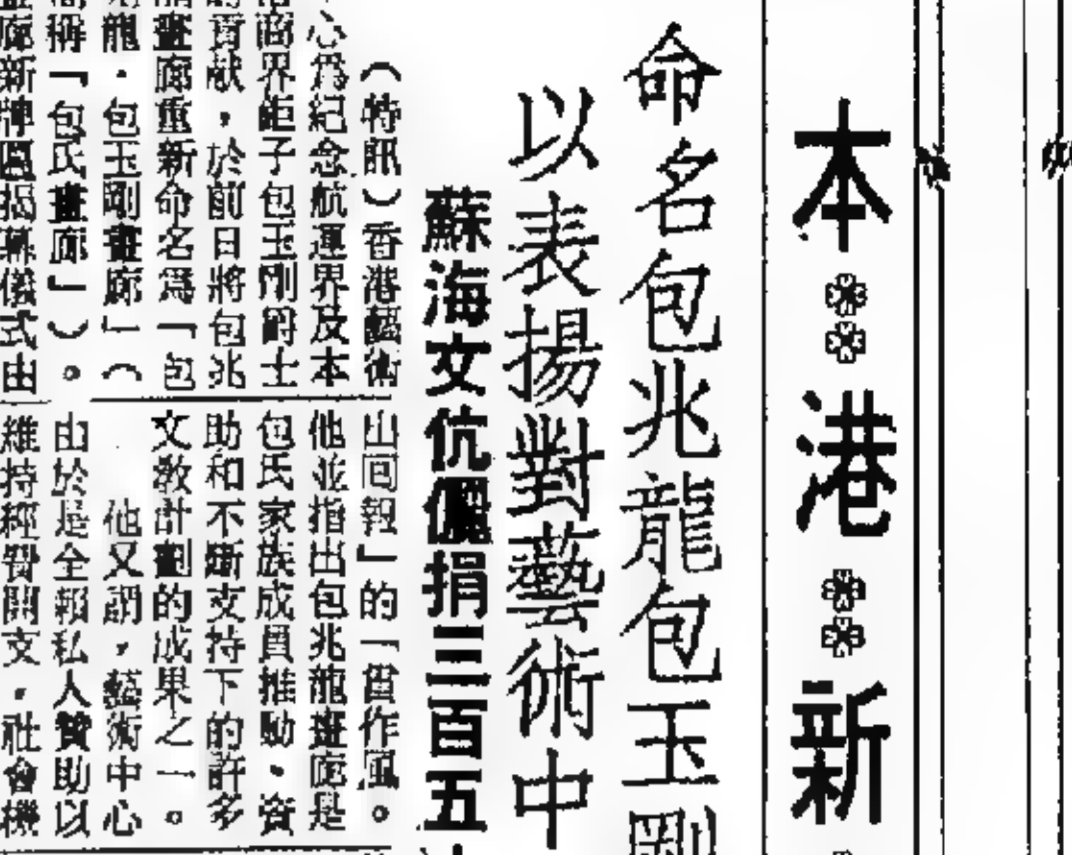 本港新
命名包兆龍包玉剛
以表揚對藝術中
蘇海文伉儷捐三百五
(特訊)香港藝術
心爲紀念航運界及本
商界鉅子包玉剛爵士
的貢献,於前日將包兆
畫廊重新命名爲「包
龍・包玉剛畫廊」(
稱「包氏畫廊」)。
畫廊新牌匾揭幕儀式由
出回報」的一貫作風。
他並指出包兆龍畫廊是
包氏家族成員推動、資
助和不斷支持下的許多
文教計劃的成果之一。
他又謂,藝術中心
由於是全賴私人贊助以
維持經費開支,社會機